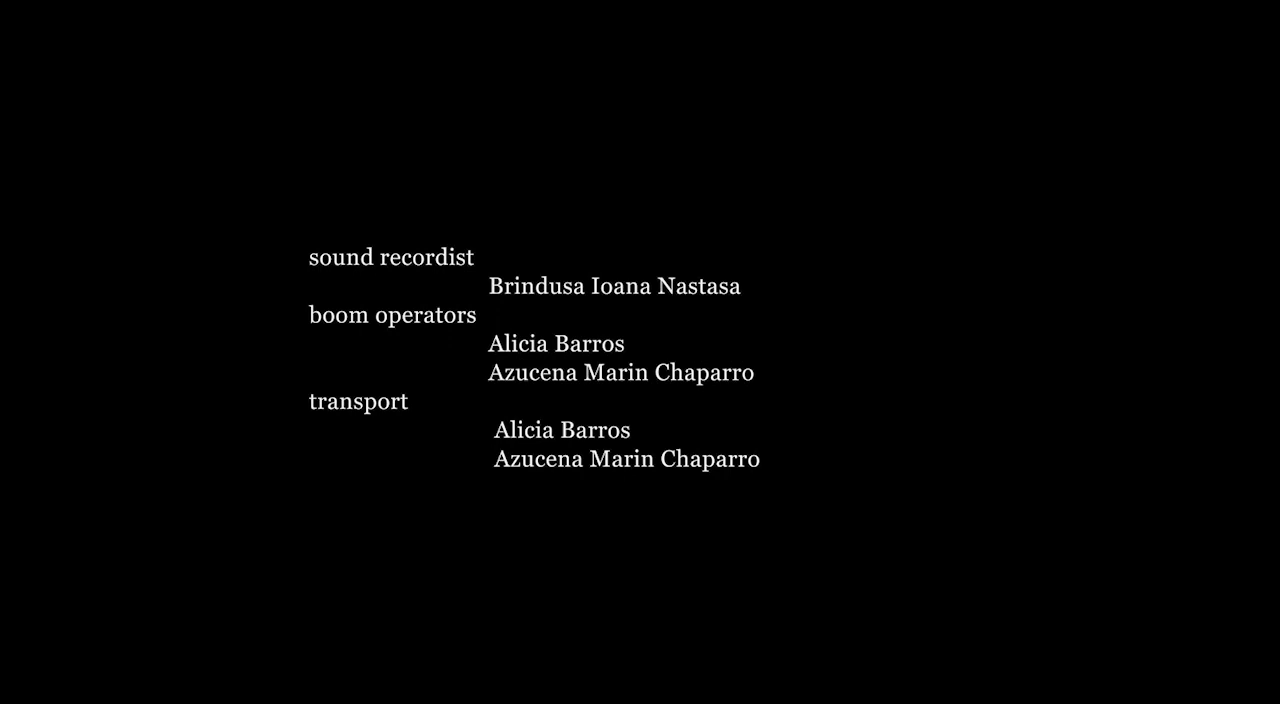 sound recordist
Brindusa Ioana Nastasa
boom operators
Alicia Barros
Azucena Marin Chaparro
transport
Alicia Barros
Azucena Marin Chaparro